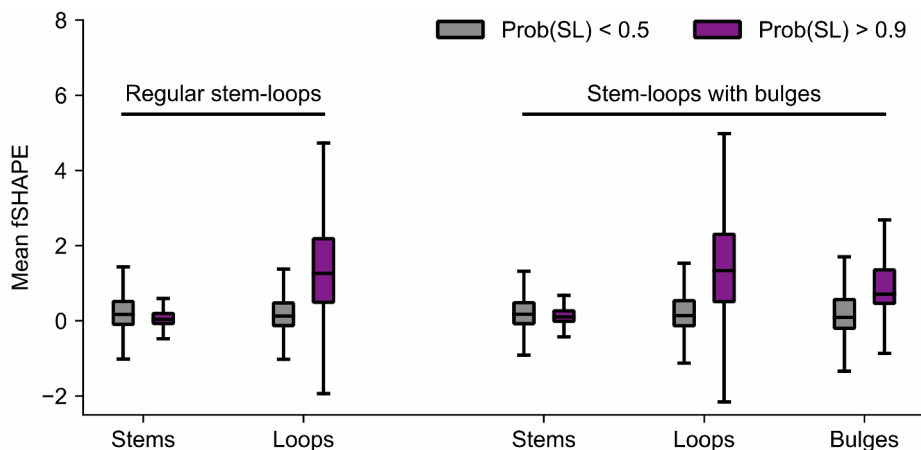 Prob(SL) < 0.5
Prob(SL) > 0.9
Regular stem-loops
Stem-loops with bulges
Mean fSHAPE
8
6
4
2
0
−2
Stems
Loops
Stems
Loops
Bulges